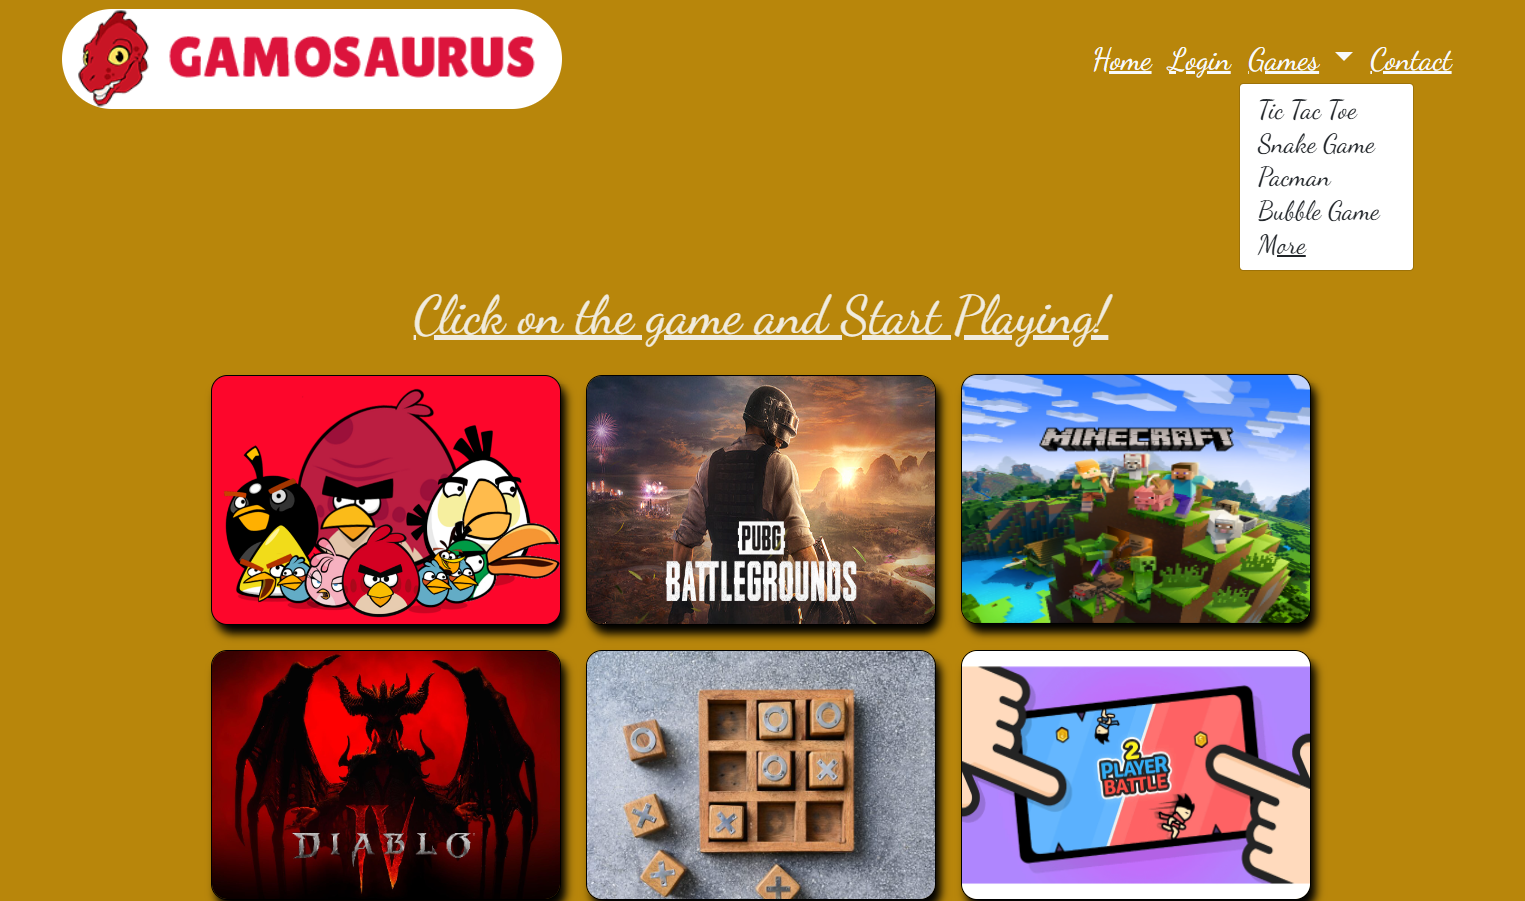 GAMOSAURUS
Home Login Games Contact
Tic Tac Toe
Snake Game
Pacman
Bubble Game
More
Click on the game and Start Playing!
PUBG
BATTLEGROUNDS
MINECRAFT
DIABLO
IV
O O
O X
X
O
X
X
2
PLAYER
BATTLE